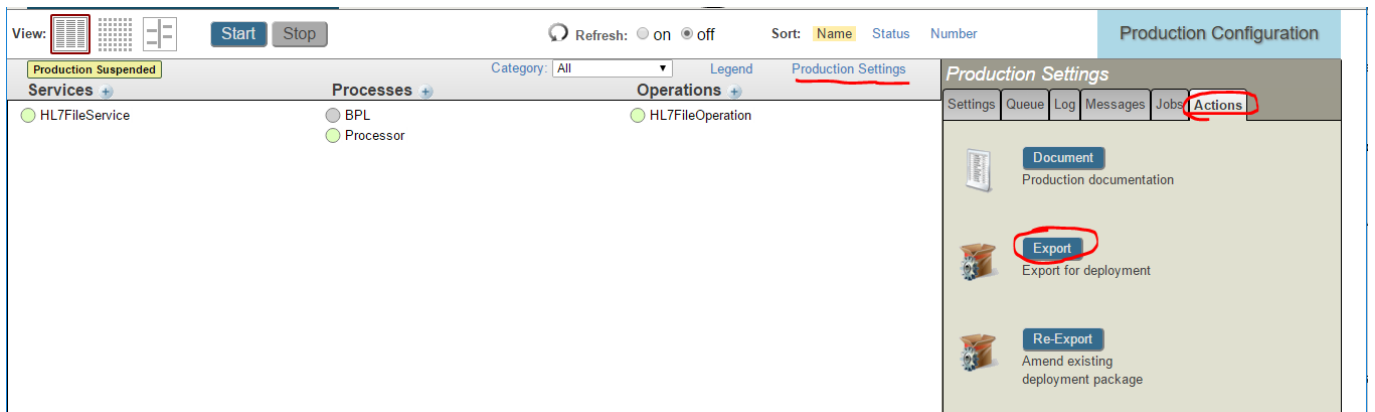 View: Start Stop Refresh: on off Sort: Name Status Number Production Configuration
Production Suspended Category: All Legend Production Settings
Services Processes Operations
HL7FileService BPL HL7FileOperation
Processor
Production Settings
Settings Queue Log Messages Jobs Actions
Document
Production documentation
Export
Export for deployment
Re-Export
Amend existing
deployment package